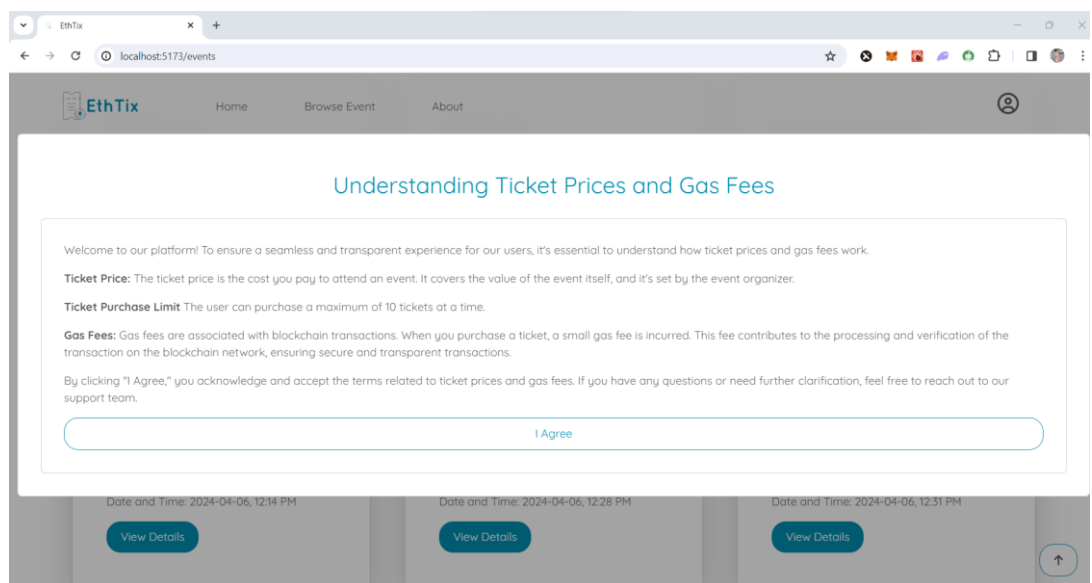 EthTix
localhost:5173/events
EthTix
Home
Browse Event
About
Understanding Ticket Prices and Gas Fees
Welcome to our platform! To ensure a seamless and transparent experience for our users, it's essential to understand how ticket prices and gas fees work.
Ticket Price: The ticket price is the cost you pay to attend an event. It covers the value of the event itself, and it's set by the event organizer.
Ticket Purchase Limit The user can purchase a maximum of 10 tickets at a time.
Gas Fees: Gas fees are associated with blockchain transactions. When you purchase a ticket, a small gas fee is incurred. This fee contributes to the processing and verification of the
transaction on the blockchain network, ensuring secure and transparent transactions.
By clicking "I Agree," you acknowledge and accept the terms related to ticket prices and gas fees. If you have any questions or need further clarification, feel free to reach out to our
support team.
I Agree
Date and Time: 2024-04-06, 12:14 PM
Date and Time: 2024-04-06, 12:28 PM
Date and Time: 2024-04-06, 12:31 PM
View Details
View Details
View Details